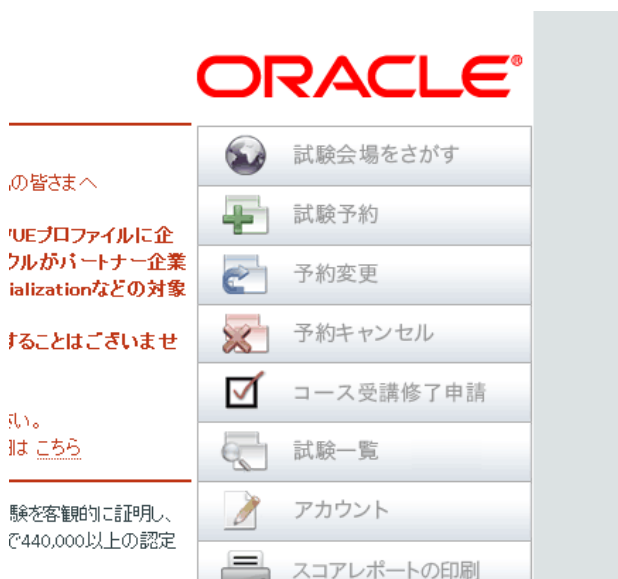 ORACLE®
の皆さまへ
VUEプロファイルに企
ウルがパートナー企業
ializationなどの対象
することはございませ
さい。
細は こちら
験を客観的に証明し、
で440,000以上の認定
試験会場をさがす
試験予約
予約変更
予約キャンセル
コース受講修了申請
試験一覧
アカウント
スコアレポートの印刷